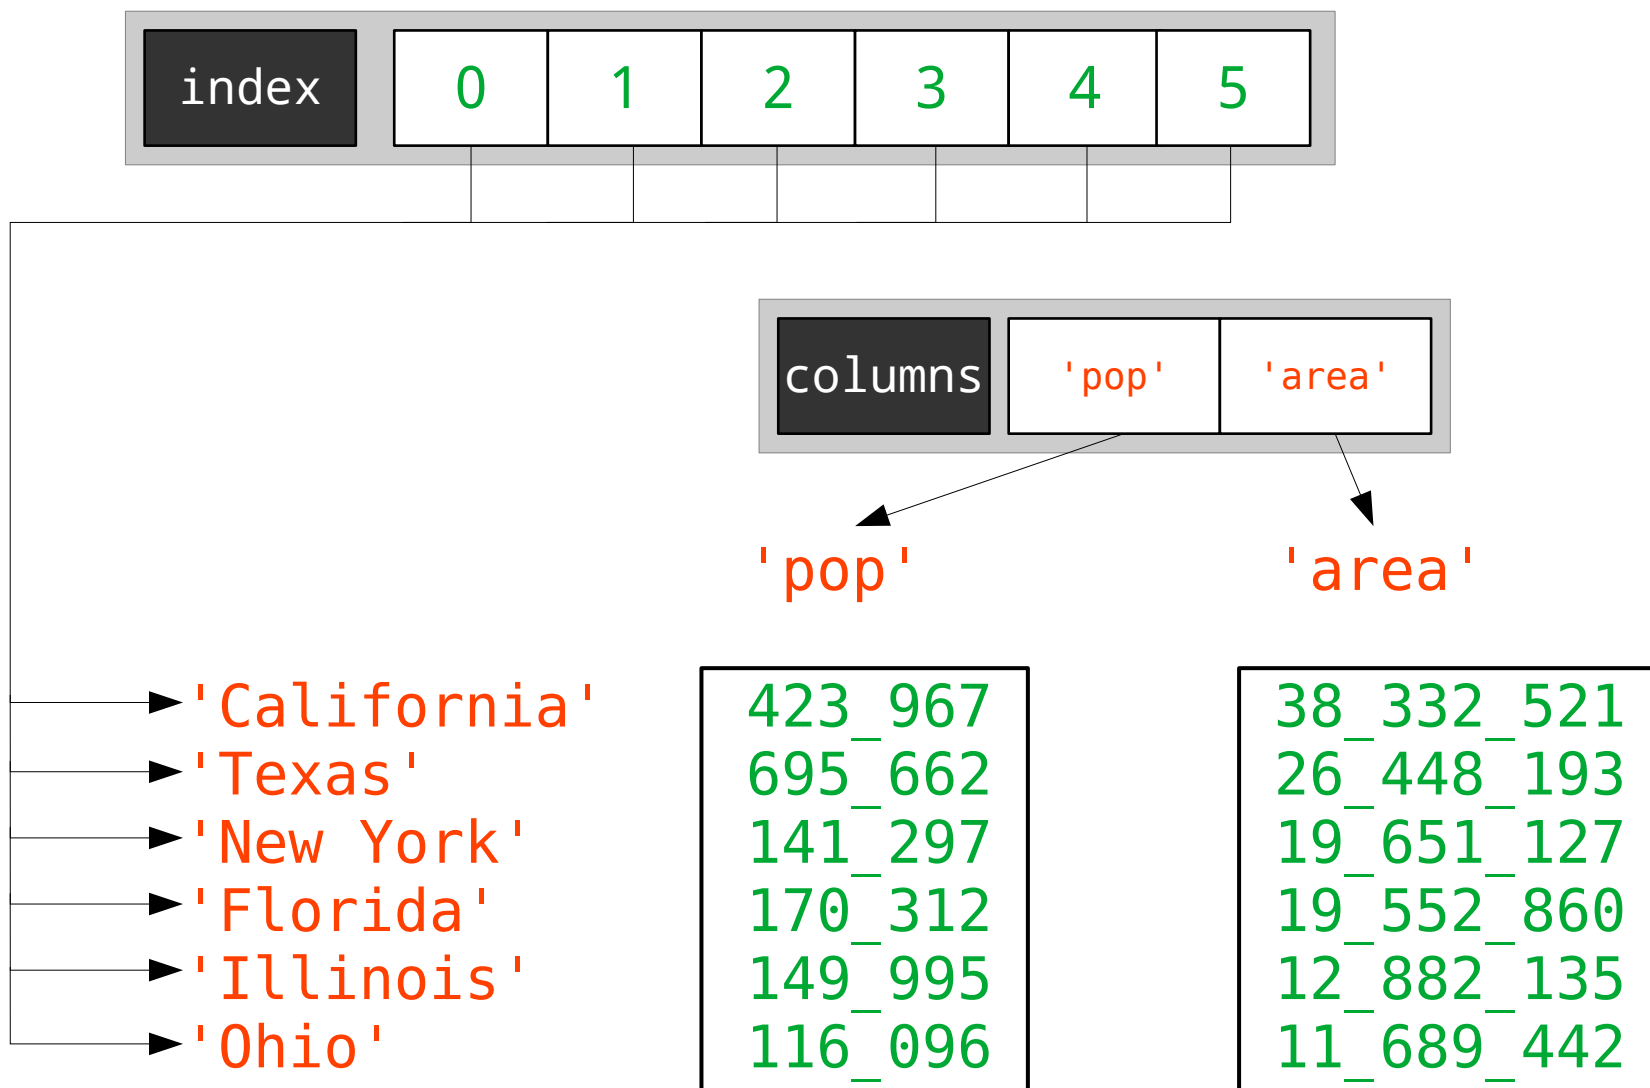 index 0 1 2 3 4 5
columns 'pop' 'area'
'pop' 'area'
'California' 423_967 38_332_521
'Texas' 695_662 26_448_193
'New York' 141_297 19_651_127
'Florida' 170_312 19_552_860
'Illinois' 149_995 12_882_135
'Ohio' 116_096 11_689_442